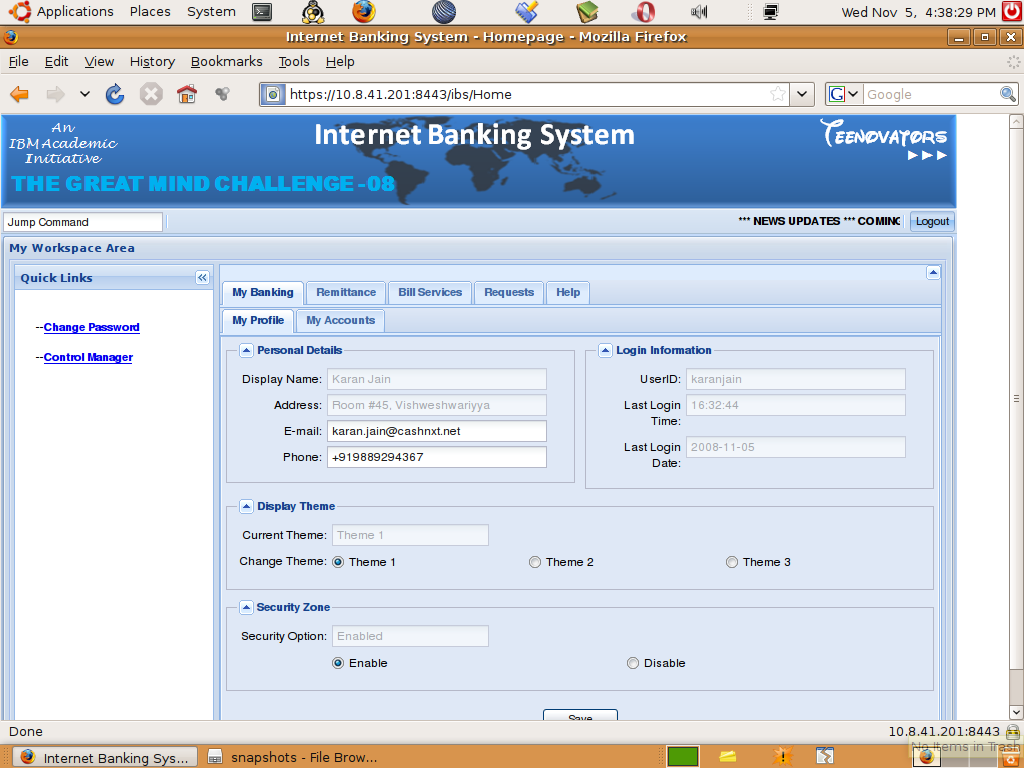 Applications Places System Wed Nov 5, 4:38:29 PM
Internet Banking System - Homepage - Mozilla Firefox
File Edit View History Bookmarks Tools Help
https://10.8.41.201:8443/ibs/Home G Google
An
IBM Academic
Initiative
Internet Banking System
TEENOVATORS
THE GREAT MIND CHALLENGE -08
Jump Command *** NEWS UPDATES *** COMING Logout
My Workspace Area
Quick Links
--Change Password
--Control Manager
My Banking Remittance Bill Services Requests Help
My Profile My Accounts
Personal Details
Display Name: Karan Jain
Address: Room #45, Vishweshwariyya
E-mail: karan.jain@cashnxt.net
Phone: +919889294367
Login Information
UserID: karanjain
Last Login Time: 16:32:44
Last Login Date: 2008-11-05
Display Theme
Current Theme: Theme 1
Change Theme: Theme 1 Theme 2 Theme 3
Security Zone
Security Option: Enabled
Enable Disable
Save
Done 10.8.41.201:8443
No Items in Trash
Internet Banking Sys... snapshots - File Brow...